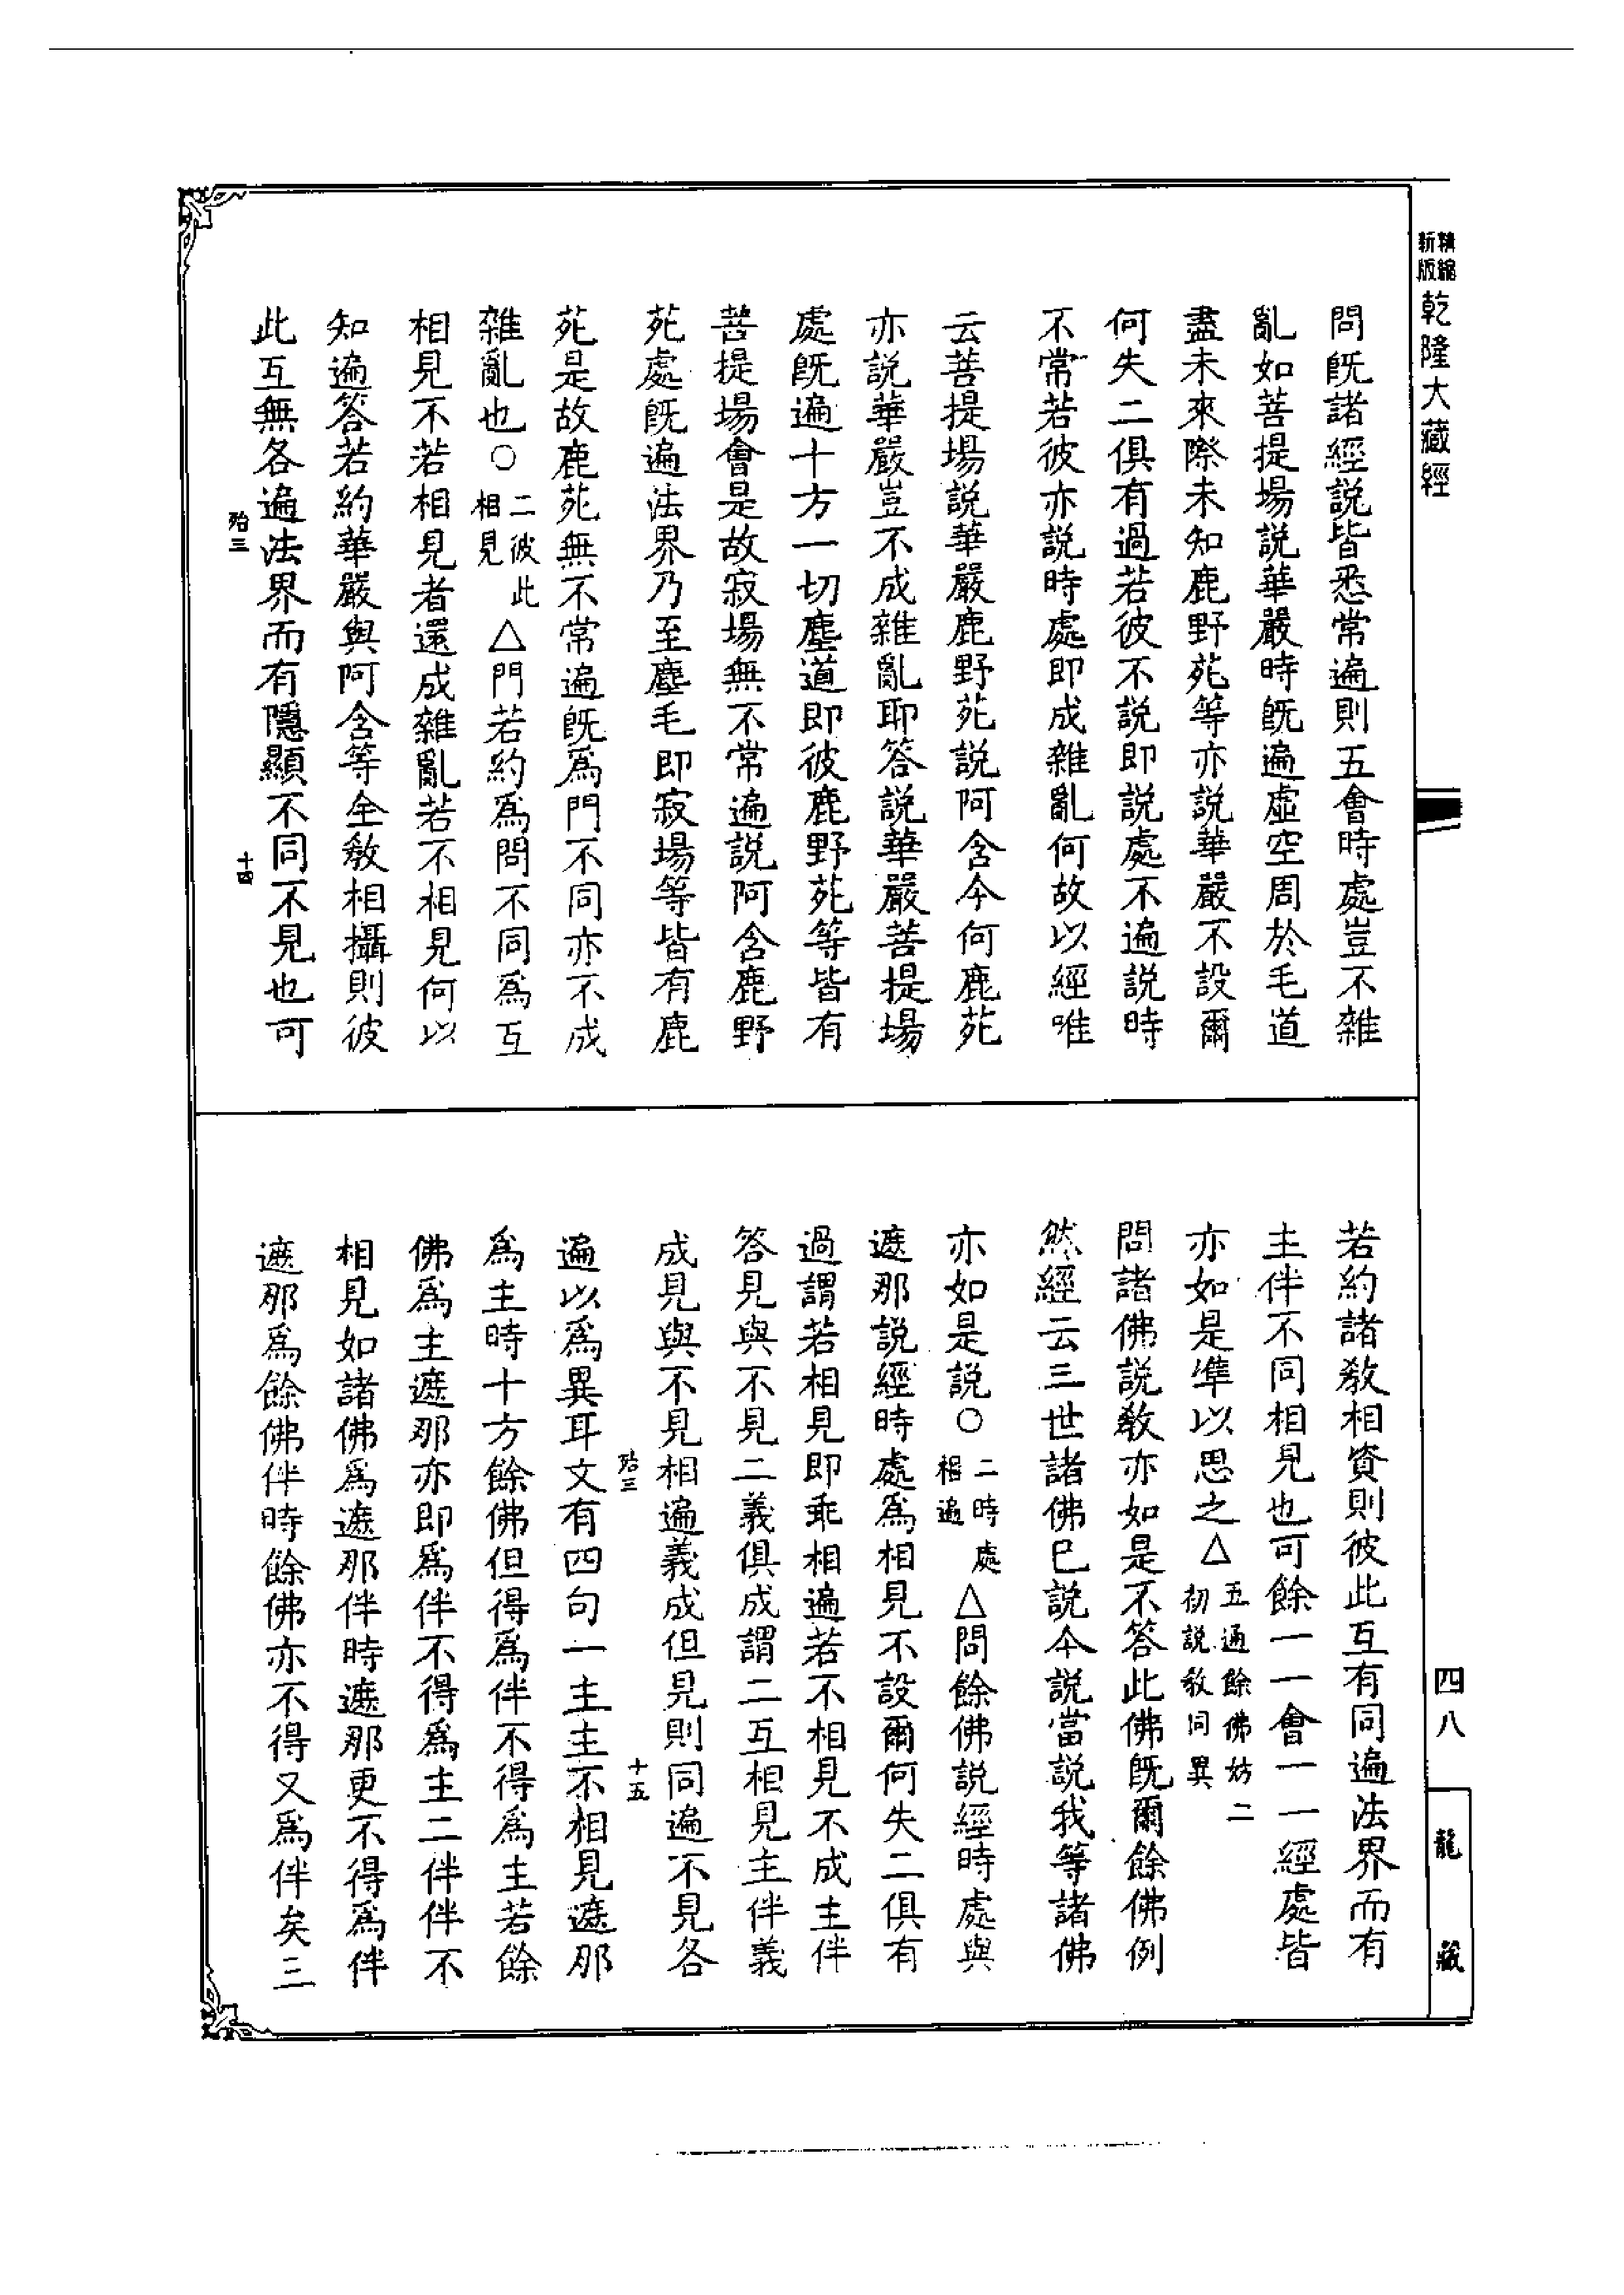 新版
精縮
乾隆大藏經
問既諸經說皆悉常遍則五會時處豈不雜
亂如菩提場說華嚴時既遍虛空周於毛道
盡未來際未知鹿野苑等亦說華嚴不設爾
何失二俱有過若彼不說即說處不遍說時
不常若彼亦說時處即成雜亂何故以經唯
云菩提場說華嚴鹿野苑說阿含今何鹿苑
亦說華嚴豈不成雜亂耶答說華嚴菩提場
處既遍十方一切塵道即彼鹿野苑等皆有
菩提場會是故寂場無不常遍說阿含鹿野
苑處既遍法界乃至塵毛即寂場等皆有鹿
苑是故鹿苑無不常遍既為門不同亦不成
雜亂也○二彼此相見△門若約為問不同為互
相見不若相見者還成雜亂若不相見何以
知遍答若約華嚴與阿含等全教相攝則彼
此互無各遍法界而有隱顯不同不見也可
殆三
十四
若約諸教相資則彼此互有同遍法界而有
主伴不同相見也可餘一一會一一經處皆
亦如是準以思之△五通餘佛妨二初說教同異
問諸佛說教亦如是不答此佛既爾餘佛例
然經云三世諸佛已說今說當說我等諸佛
亦如是說○二時處相遍△問餘佛說經時處與
遮那說經時處為相見不設爾何失二俱有
過謂若相見即乖相遍若不相見不成主伴
答見與不見二義俱成謂二互相見主伴義
成見與不見相遍義成但見則同遍不見各
殆三
十五
遍以為異耳文有四句一主主不相見遮那
為主時十方餘佛但得為伴不得為主若餘
佛為主遮那亦即為伴不得為主二伴伴不
相見如諸佛為遮那伴時遮那更不得為伴
遮那為餘佛伴時餘佛亦不得又為伴矣三
四八
龍藏